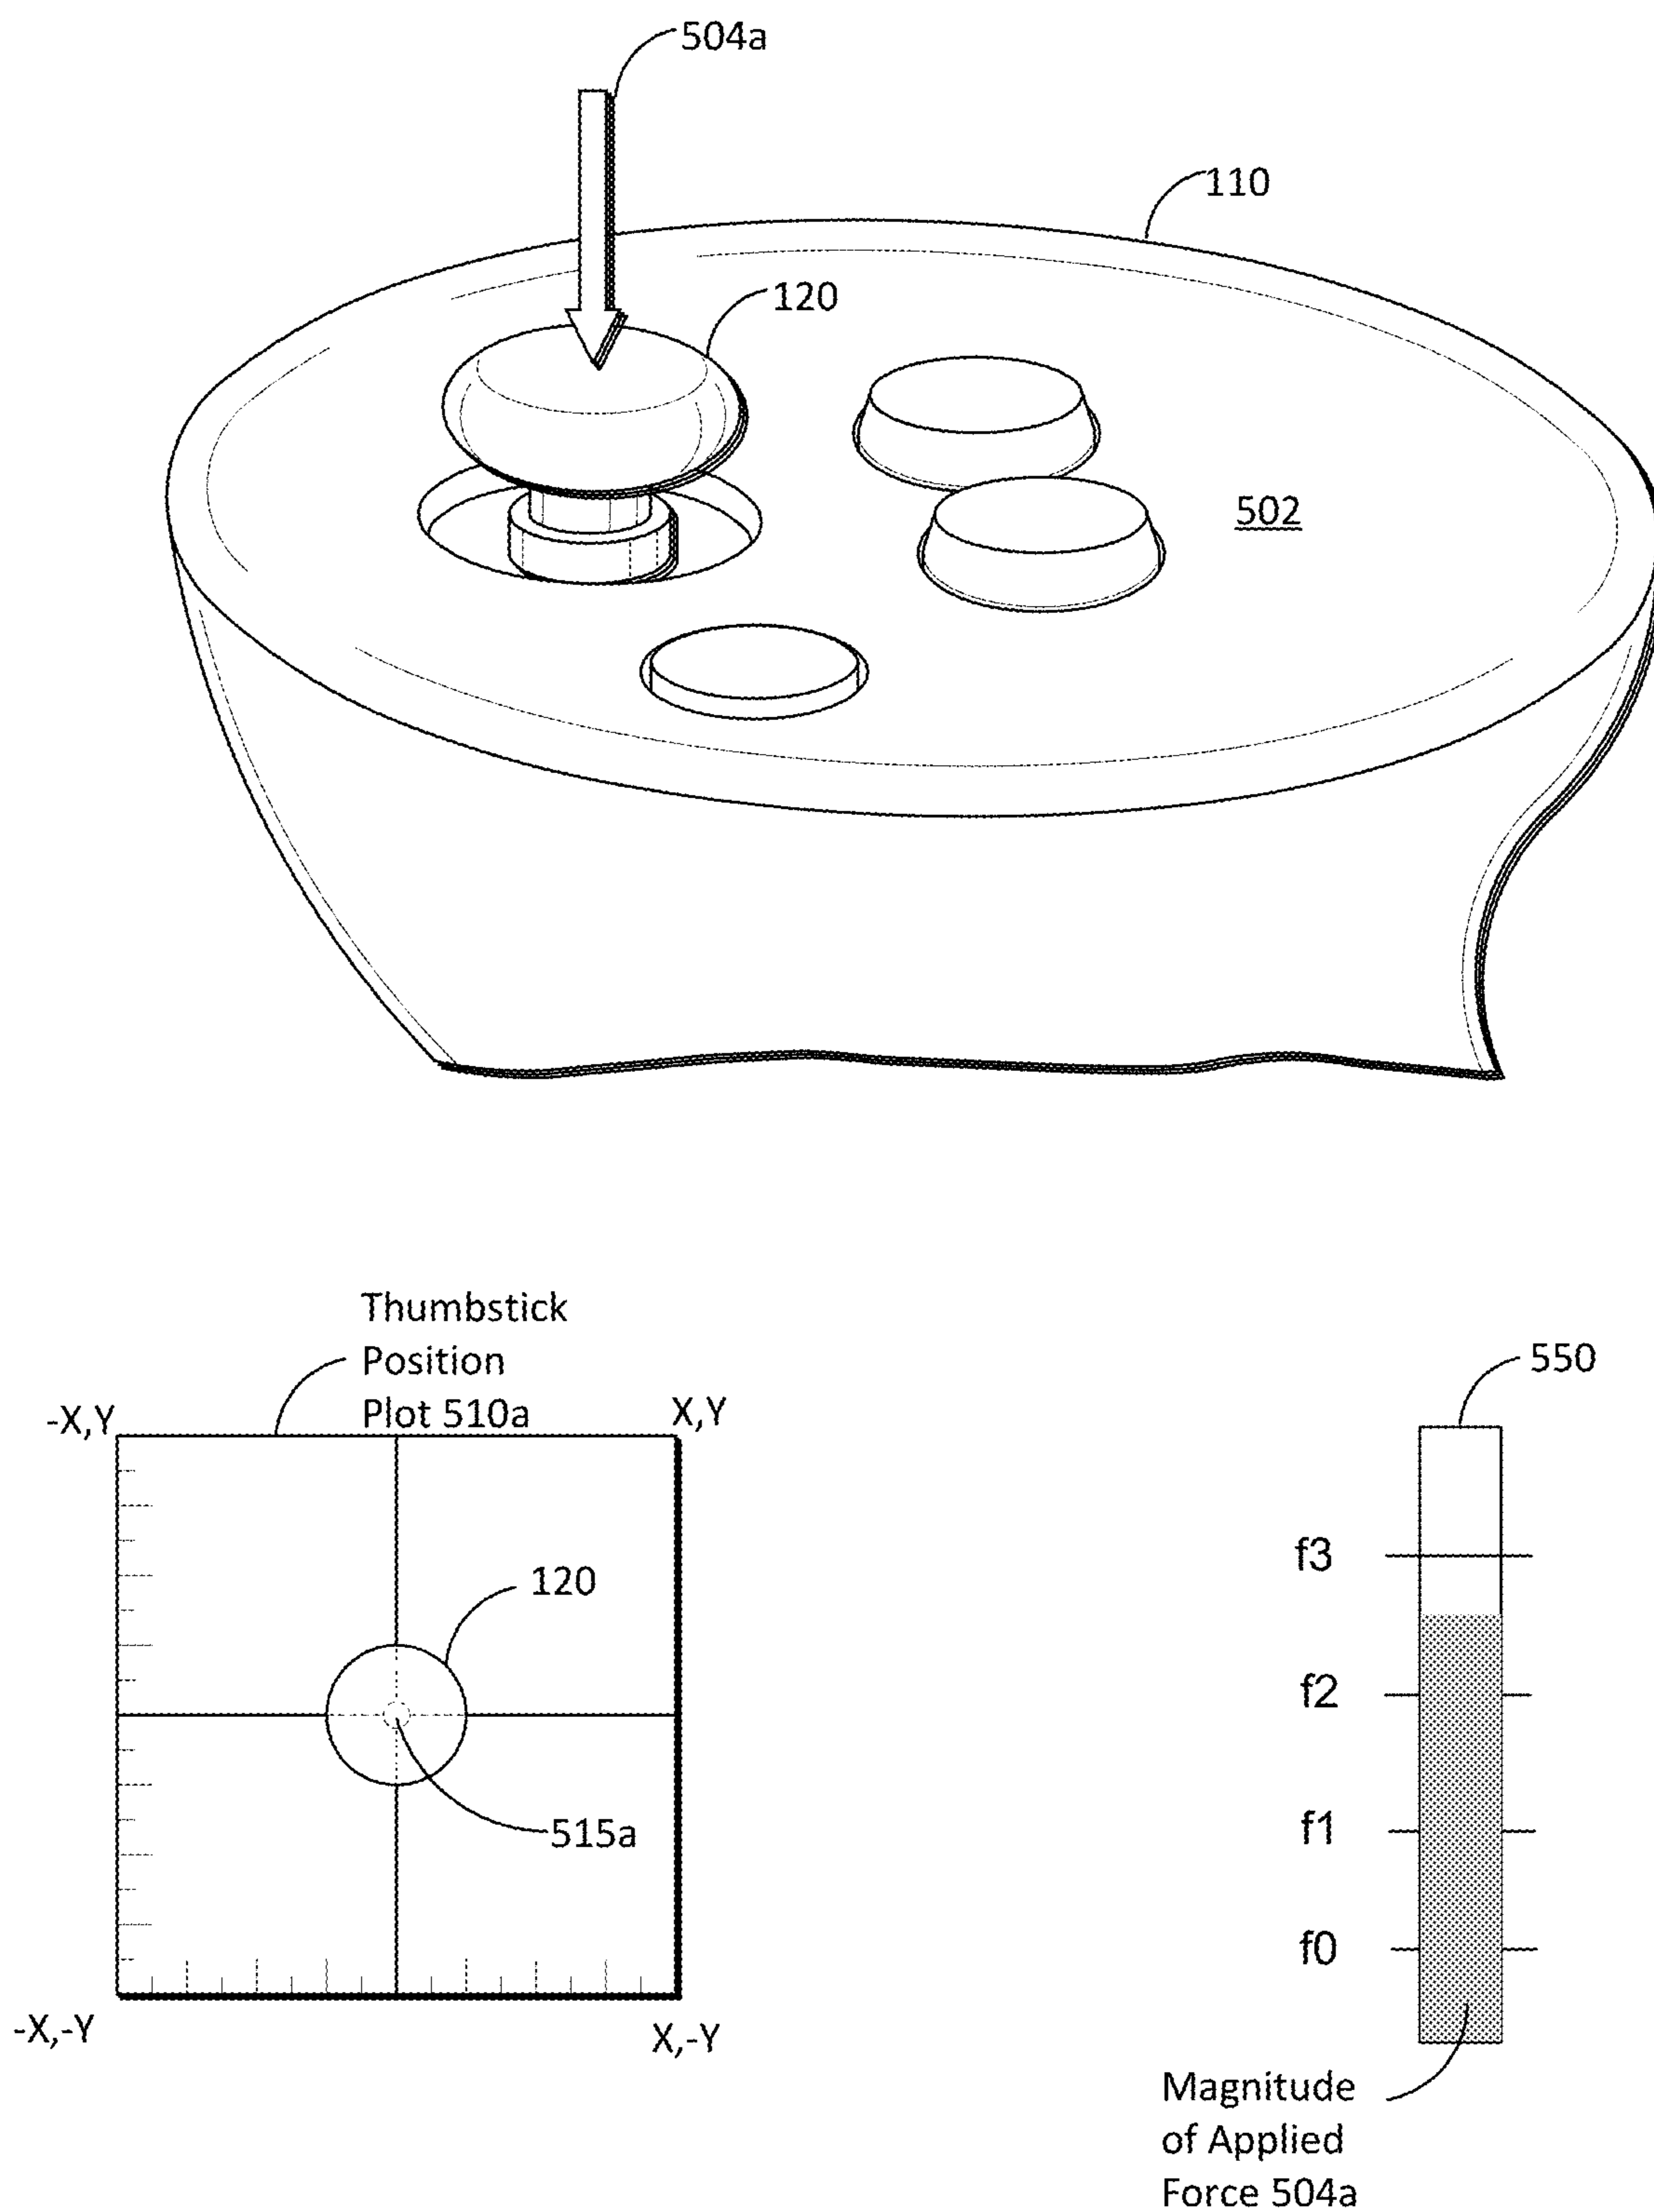 504a
110
120
502
Thumbstick
Position
Plot 510a
-X,Y
X,Y
120
515a
-X,-Y
X,-Y
550
f3
f2
f1
f0
Magnitude
of Applied
Force 504a